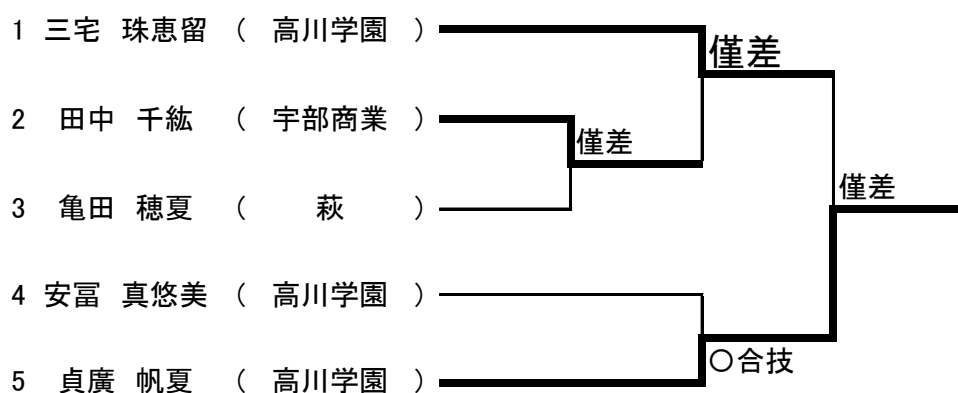 1 三宅 珠恵留 ( 高川学園 )
僅差
2 田中 千紘 ( 宇部商業 )
僅差
3 亀田 穂夏 ( 萩 )
僅差
4 安冨 真悠美 ( 高川学園 )
○合技
5 貞廣 帆夏 ( 高川学園 )